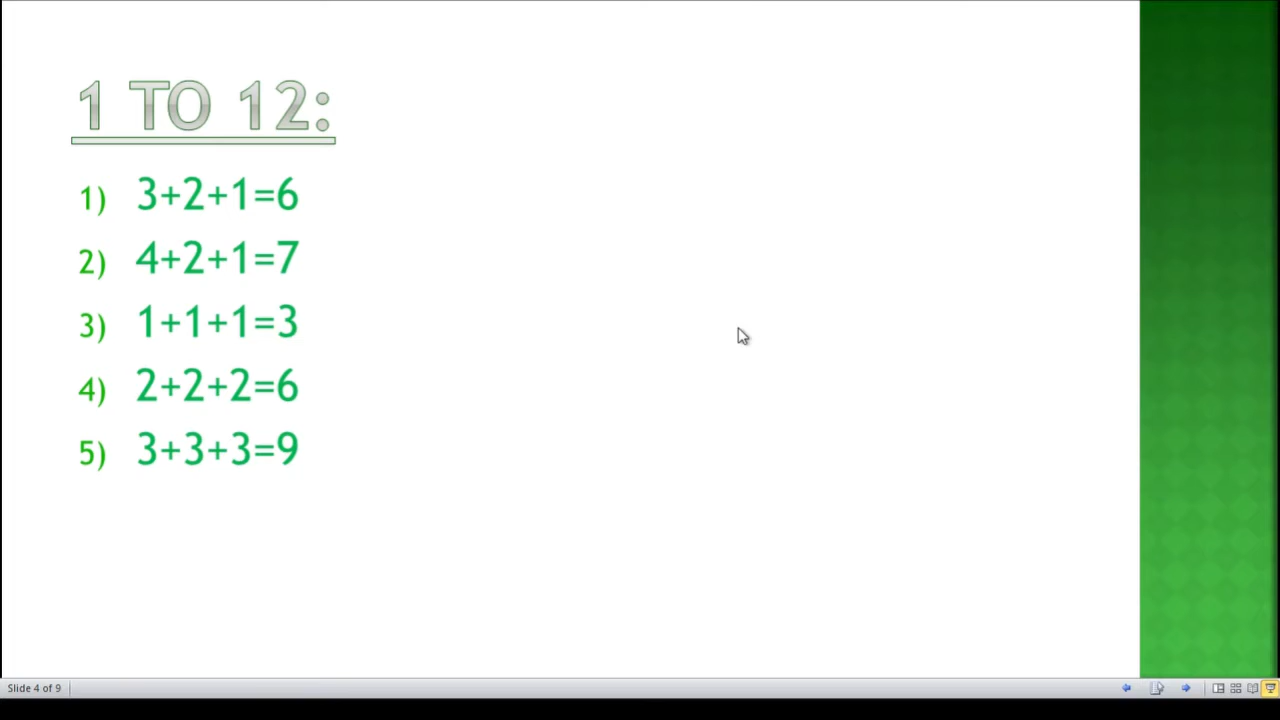 1 TO 12:
1) 3+2+1=6
2) 4+2+1=7
3) 1+1+1=3
4) 2+2+2=6
5) 3+3+3=9
Slide 4 of 9